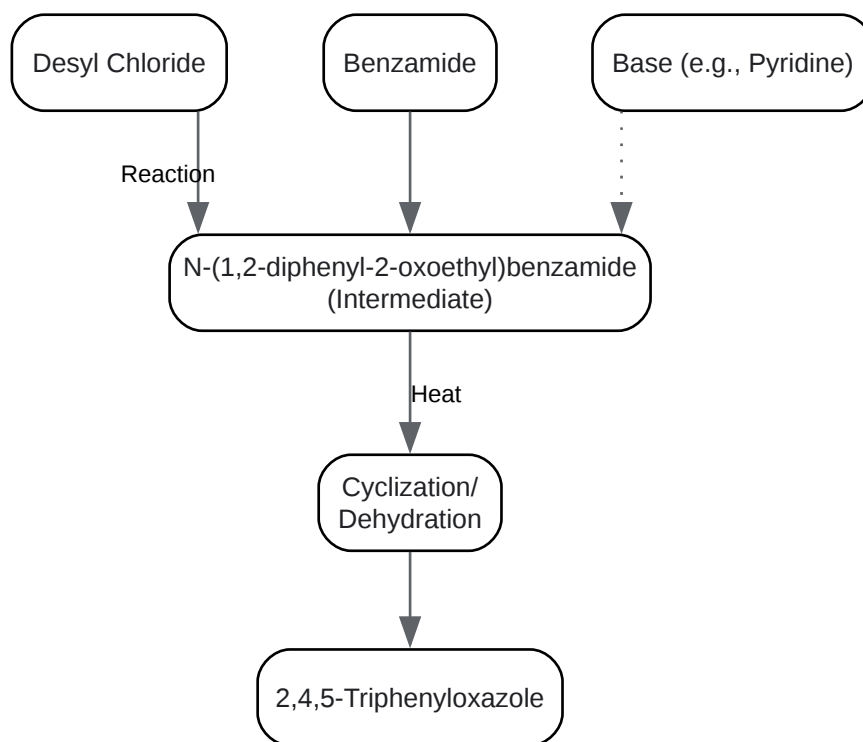 Desyl Chloride
Benzamide
Base (e.g., Pyridine)
Reaction
N-(1,2-diphenyl-2-oxoethyl)benzamide
(Intermediate)
Heat
Cyclization/
Dehydration
2,4,5-Triphenyloxazole